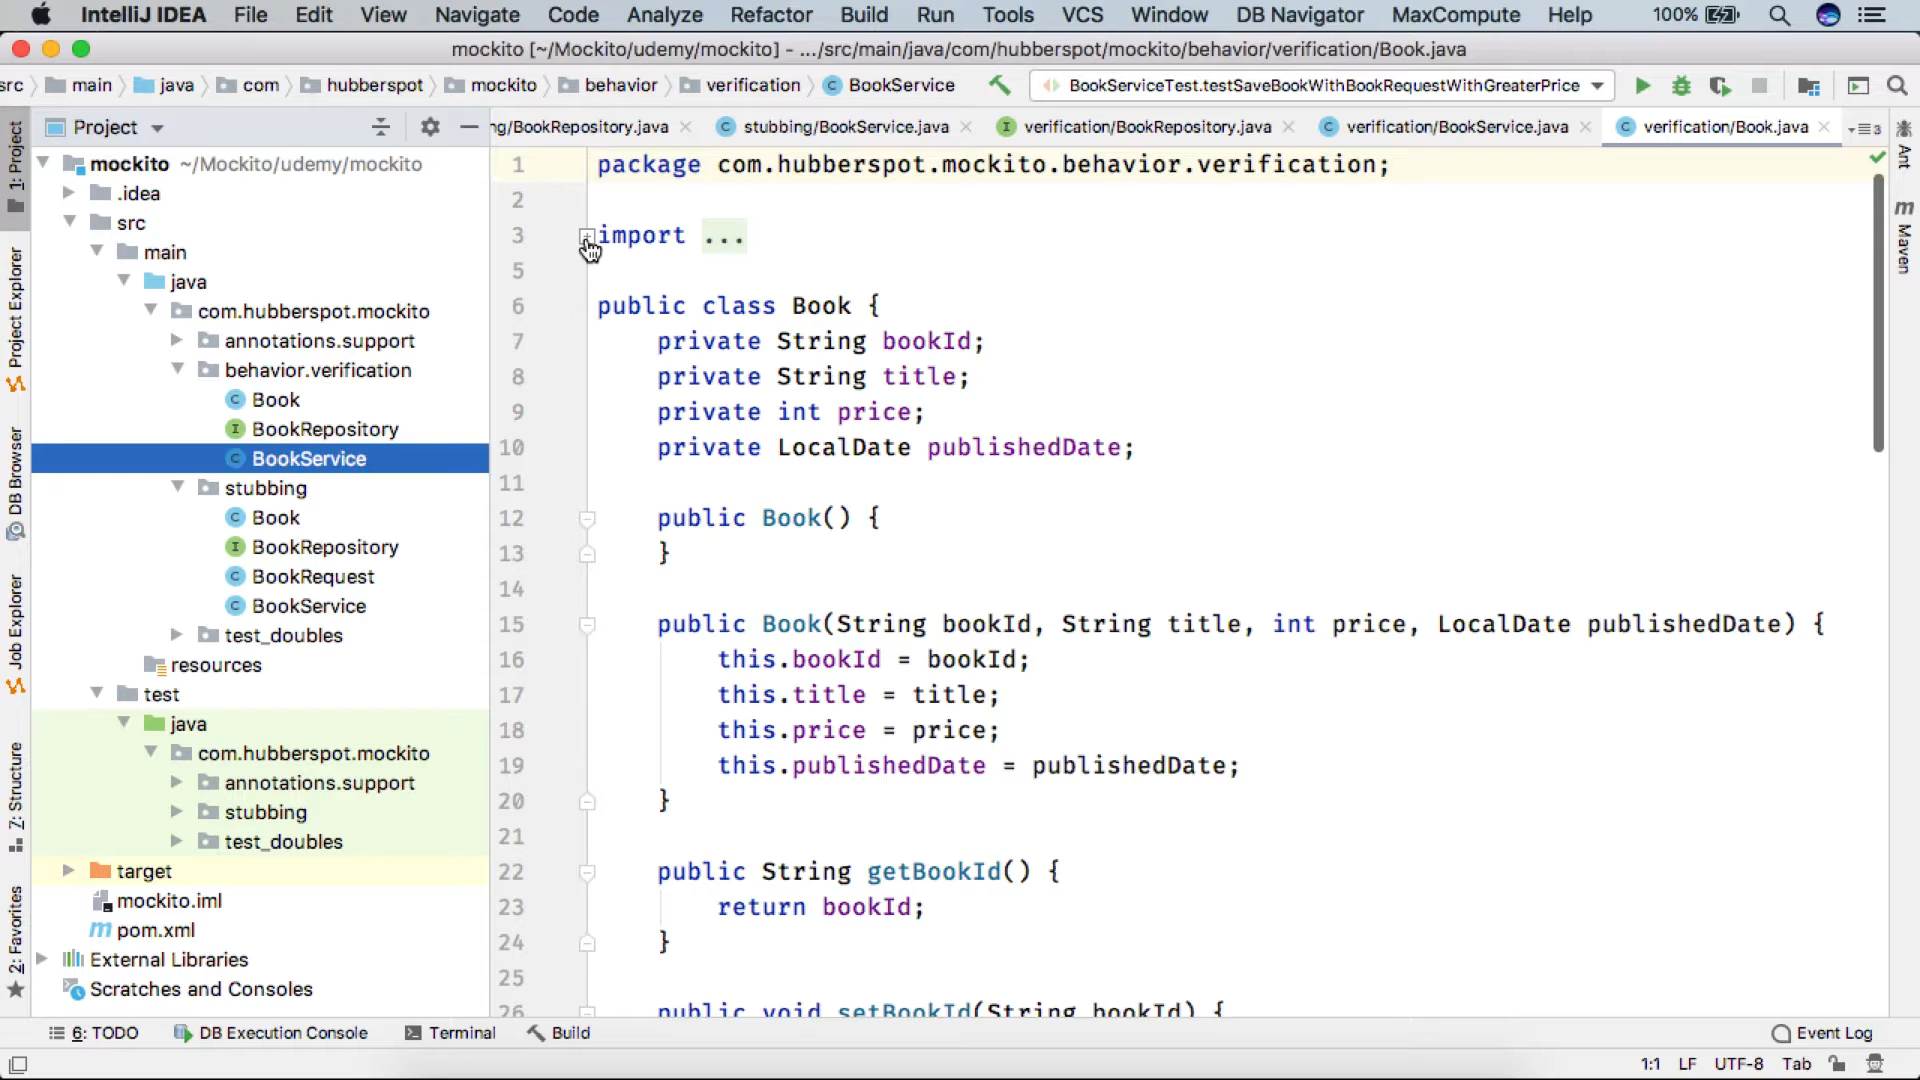 IntelliJ IDEA File Edit View Navigate Code Analyze Refactor Build Run Tools VCS Window DB Navigator MaxCompute Help 100%
mockito [~/Mockito/udemy/mockito] - .../src/main/java/com/hubberspot/mockito/behavior/verification/Book.java
src main java com hubberspot mockito behavior verification BookService BookServiceTest.testSaveBookWithBookRequestWithGreaterPrice
Project
ng/BookRepository.java stubbing/BookService.java verification/BookRepository.java verification/BookService.java verification/Book.java 3
1: Project
Project Explorer
DB Browser
Job Explorer
7: Structure
2: Favorites
mockito ~/Mockito/udemy/mockito
.idea
src
main
java
com.hubberspot.mockito
annotations.support
behavior.verification
Book
BookRepository
BookService
stubbing
Book
BookRepository
BookRequest
BookService
test_doubles
resources
test
java
com.hubberspot.mockito
annotations.support
stubbing
test_doubles
target
mockito.iml
pom.xml
External Libraries
Scratches and Consoles
1 package com.hubberspot.mockito.behavior.verification;
2
3 import ...
5
6 public class Book {
7 private String bookId;
8 private String title;
9 private int price;
10 private LocalDate publishedDate;
11
12 public Book() {
13 }
14
15 public Book(String bookId, String title, int price, LocalDate publishedDate) {
16 this.bookId = bookId;
17 this.title = title;
18 this.price = price;
19 this.publishedDate = publishedDate;
20 }
21
22 public String getBookId() {
23 return bookId;
24 }
25
26 public void setBookId(String bookId) {
Ant
Maven
6: TODO DB Execution Console Terminal Build Event Log
1:1 LF UTF-8 Tab